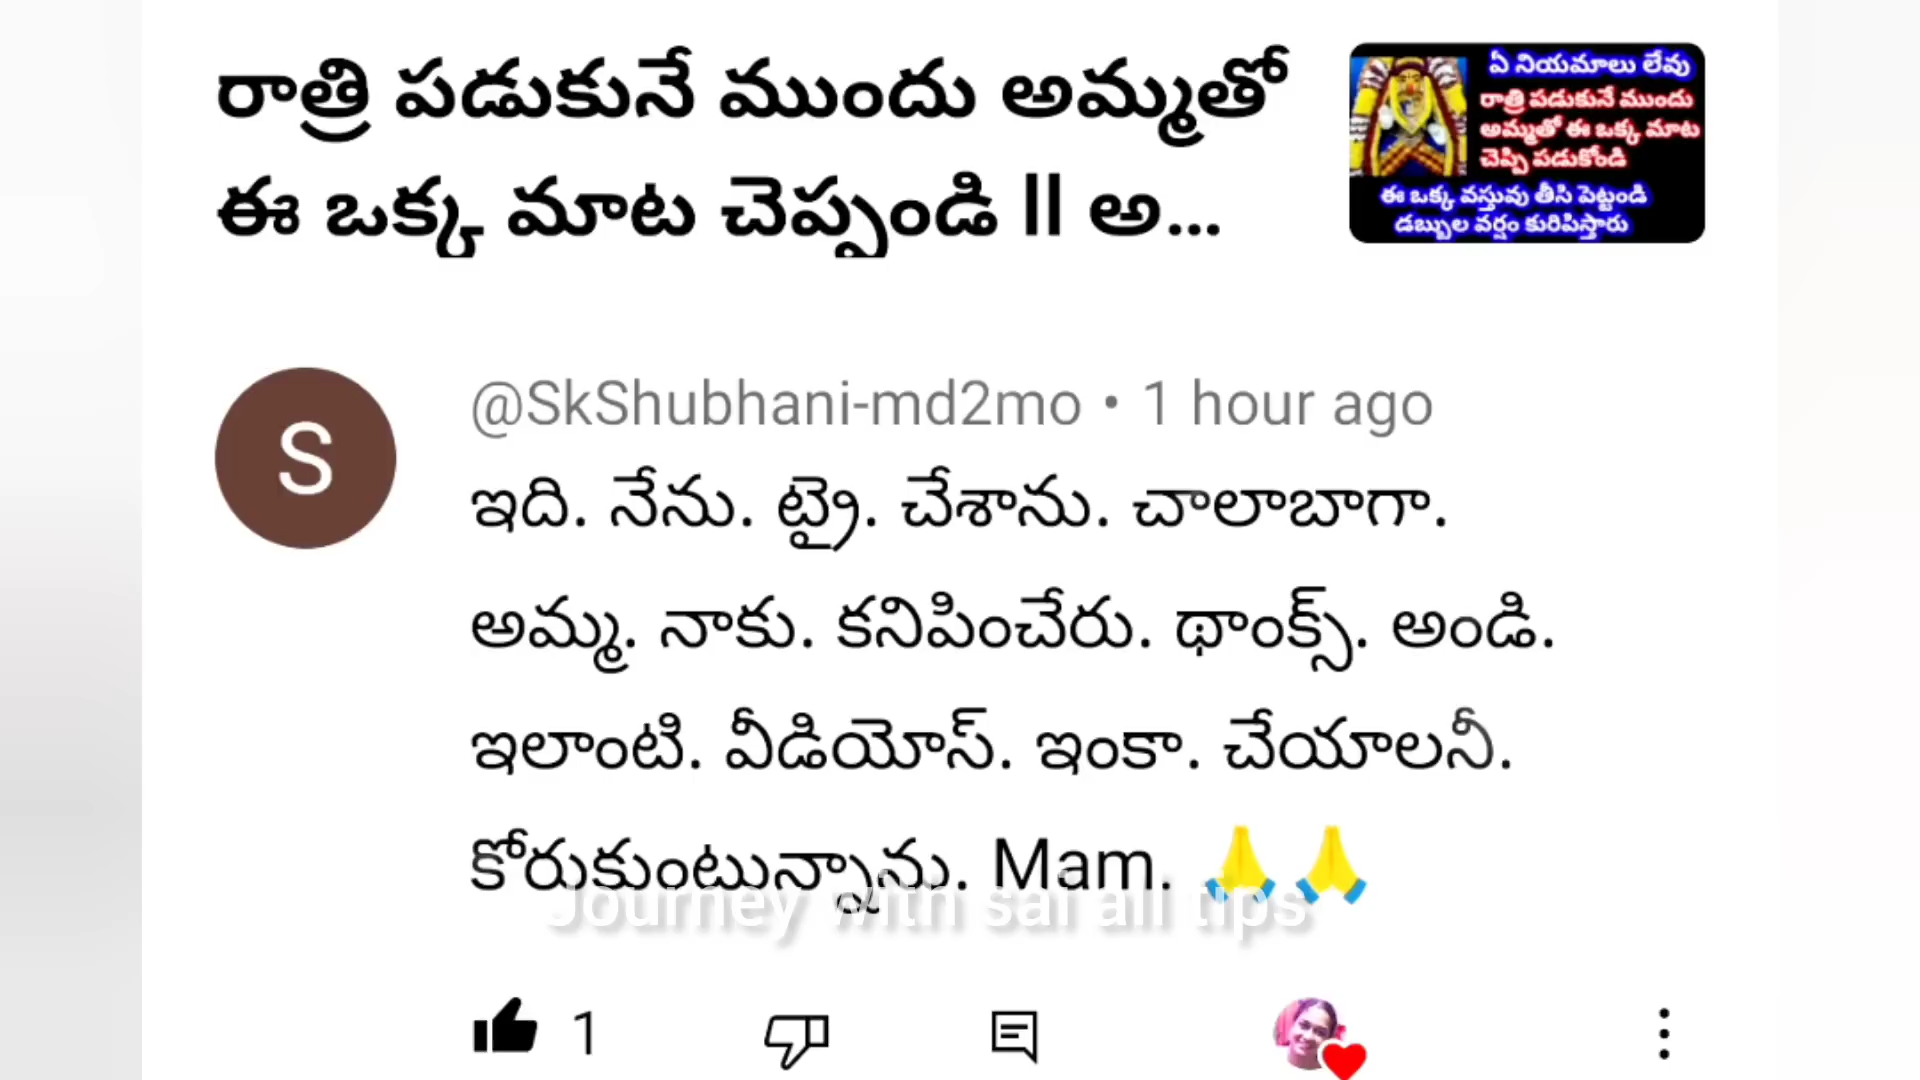 రాత్రి పడుకునే ముందు అమ్మతో
ఈ ఒక్క మాట చెప్పండి || అ...
ఏ నియమాలు లేవు
రాత్రి పడుకునే ముందు
అమ్మతో ఈ ఒక్క మాట
చెప్పి పడుకోండి
ఈ ఒక్క వస్తువు తీసి పెట్టండి
డబ్బుల వర్షం కురిపిస్తారు
S
@SkShubhani-md2mo • 1 hour ago
ఇది. నేను. ట్రై. చేశాను. చాలాబాగా.
అమ్మ. నాకు. కనిపించేరు. థాంక్స్. అండి.
ఇలాంటి. వీడియోస్. ఇంకా. చేయాలనీ.
కోరుకుంటున్నాను. Mam. 🙏🙏
Journey with sai all tips
1